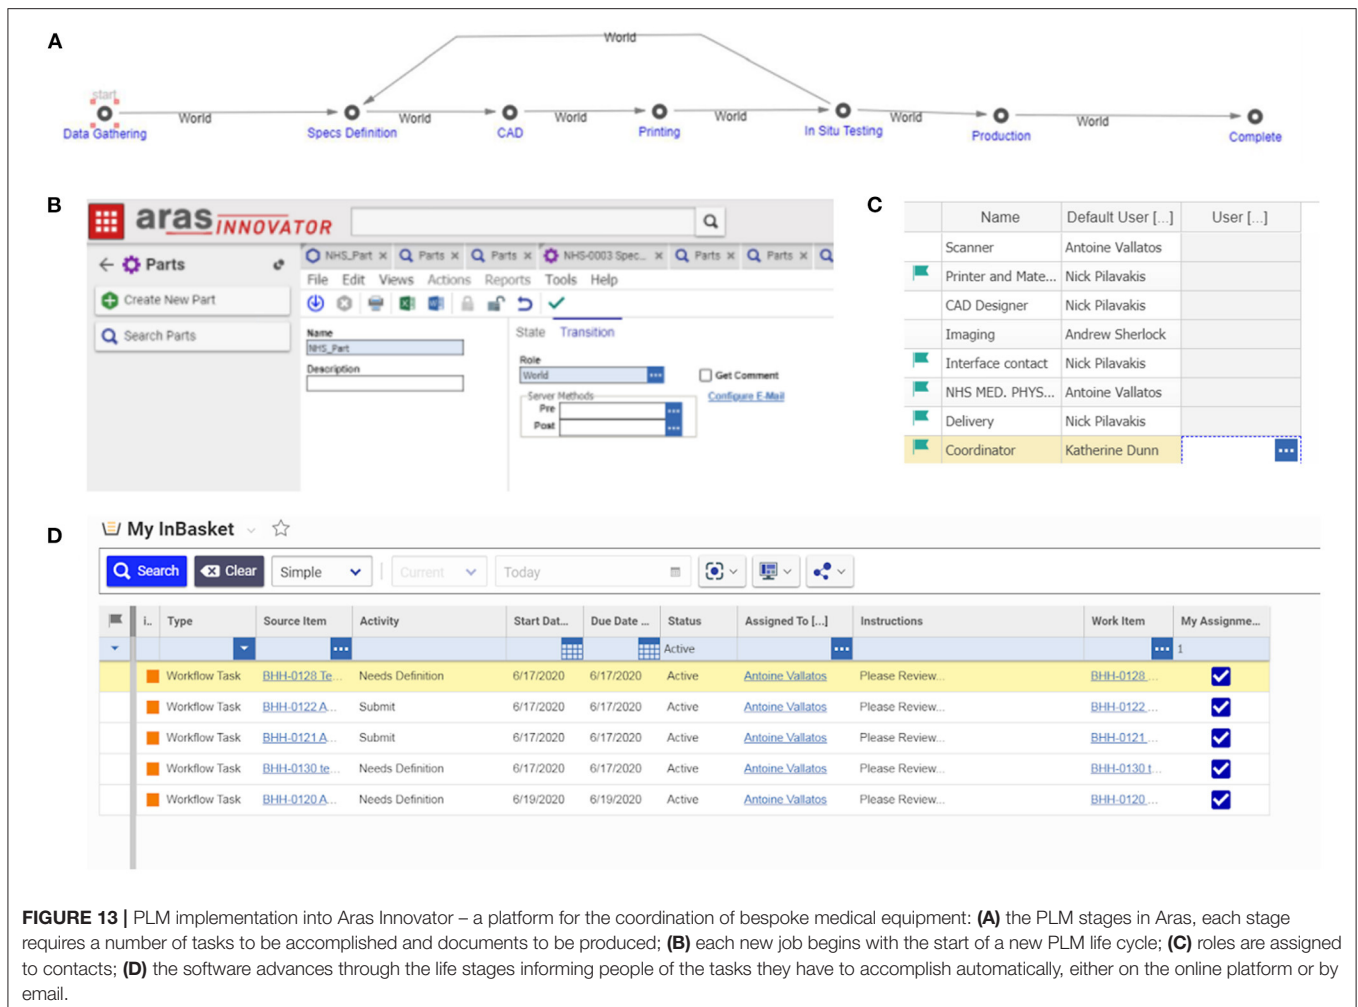 A
World
start
World
World
World
World
World
World
Data Gathering
Specs Definition
CAD
Printing
In Situ Testing
Production
Complete
B
aras INNOVATOR
Parts
NHS_Part × Parts × Parts × NHS-0003 Spec... × Parts × Parts ×
File Edit Views Actions Reports Tools Help
Create New Part
Search Parts
Name
NHS_Part
Description
State Transition
Role
World
Get Comment
Server Methods
Configure E-Mail
Pre
Post
C
Name Default User [...] User [...]
Scanner Antoine Vallatos
Printer and Mate... Nick Pilavakis
CAD Designer Nick Pilavakis
Imaging Andrew Sherlock
Interface contact Nick Pilavakis
NHS MED. PHYS... Antoine Vallatos
Delivery Nick Pilavakis
Coordinator Katherine Dunn
D
My InBasket
Search Clear Simple Current Today
i.. Type Source Item Activity Start Dat... Due Date ... Status Assigned To [...] Instructions Work Item My Assignme...
Active 1
Workflow Task BHH-0128 Te... Needs Definition 6/17/2020 6/17/2020 Active Antoine Vallatos Please Review... BHH-0128 ...
Workflow Task BHH-0122 A... Submit 6/17/2020 6/17/2020 Active Antoine Vallatos Please Review... BHH-0122 ...
Workflow Task BHH-0121 A... Submit 6/17/2020 6/17/2020 Active Antoine Vallatos Please Review... BHH-0121 ...
Workflow Task BHH-0130 te... Needs Definition 6/17/2020 6/17/2020 Active Antoine Vallatos Please Review... BHH-0130 t...
Workflow Task BHH-0120 A... Needs Definition 6/19/2020 6/19/2020 Active Antoine Vallatos Please Review... BHH-0120 ...
FIGURE 13 | PLM implementation into Aras Innovator – a platform for the coordination of bespoke medical equipment: (A) the PLM stages in Aras, each stage
requires a number of tasks to be accomplished and documents to be produced; (B) each new job begins with the start of a new PLM life cycle; (C) roles are assigned
to contacts; (D) the software advances through the life stages informing people of the tasks they have to accomplish automatically, either on the online platform or by
email.